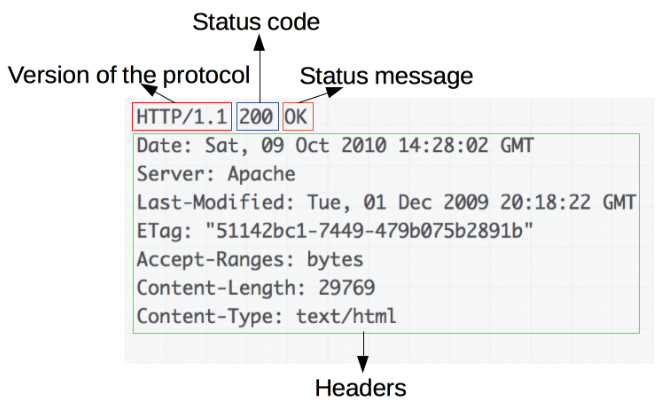 Status code
Version of the protocol
Status message
HTTP/1.1 200 OK
Date: Sat, 09 Oct 2010 14:28:02 GMT
Server: Apache
Last-Modified: Tue, 01 Dec 2009 20:18:22 GMT
ETag: "51142bc1-7449-479b075b2891b"
Accept-Ranges: bytes
Content-Length: 29769
Content-Type: text/html
Headers